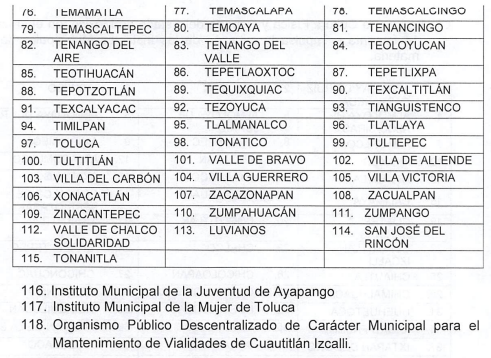 76. TEMAMATLA 77. TEMASCALAPA 78. TEMASCALCINGO
79. TEMASCALTEPEC 80. TEMOAYA 81. TENANCINGO
82. TENANGO DEL AIRE 83. TENANGO DEL VALLE 84. TEOLOYUCAN
85. TEOTIHUACÁN 86. TEPETLAOXTOC 87. TEPETLIXPA
88. TEPOTZOTLÁN 89. TEQUIXQUIAC 90. TEXCALTITLÁN
91. TEXCALYACAC 92. TEZOYUCA 93. TIANGUISTENCO
94. TIMILPAN 95. TLALMANALCO 96. TLATLAYA
97. TOLUCA 98. TONATICO 99. TULTEPEC
100. TULTITLÁN 101. VALLE DE BRAVO 102. VILLA DE ALLENDE
103. VILLA DEL CARBÓN 104. VILLA GUERRERO 105. VILLA VICTORIA
106. XONACATLÁN 107. ZACAZONAPAN 108. ZACUALPAN
109. ZINACANTEPEC 110. ZUMPAHUACÁN 111. ZUMPANGO
112. VALLE DE CHALCO SOLIDARIDAD 113. LUVIANOS 114. SAN JOSÉ DEL RINCÓN
115. TONANITLA
116. Instituto Municipal de la Juventud de Ayapango
117. Instituto Municipal de la Mujer de Toluca
118. Organismo Público Descentralizado de Carácter Municipal para el
Mantenimiento de Vialidades de Cuautitlán Izcalli.